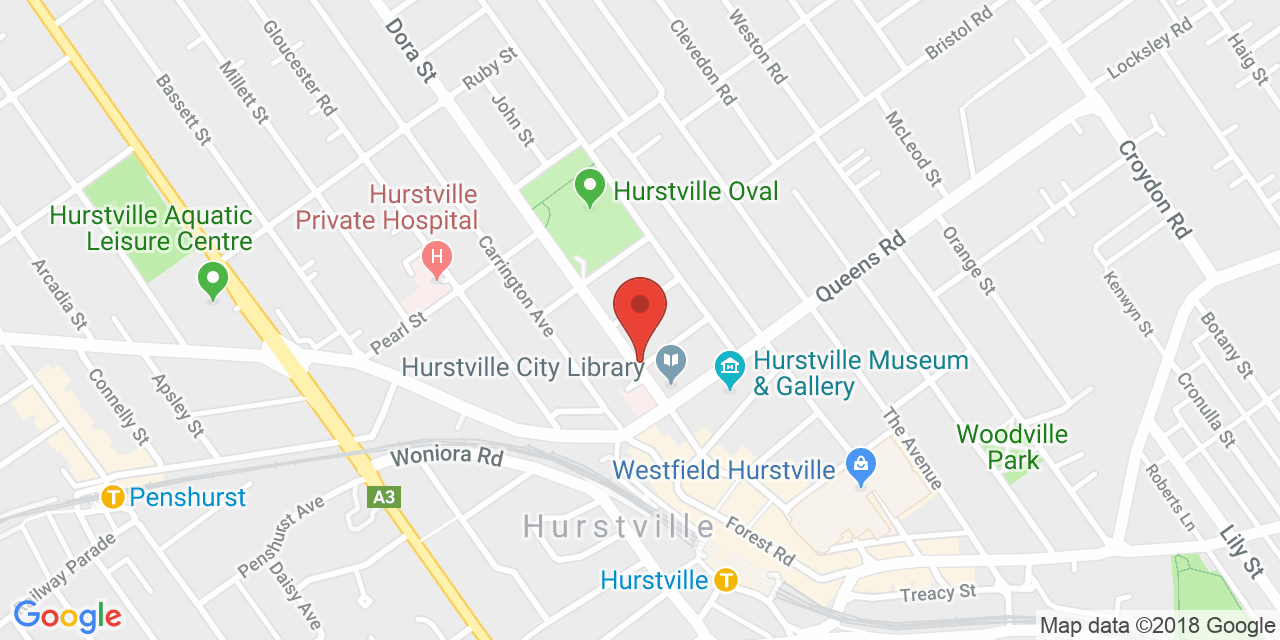 Dora St
Ruby St
Gloucester Rd
Millett St
Bassett St
John St
Clevedon Rd
Weston Rd
Bristol Rd
Locksley Rd
Haig St
McLeod St
Croydon Rd
Hurstville Oval
Hurstville
Private Hospital
H
Hurstville Aquatic
Leisure Centre
Arcadia St
Carrington Ave
Pearl St
Queens Rd
Orange St
Kenwyn St
Botany St
Hurstville City Library
Hurstville Museum
& Gallery
Connelly St
Apsley St
Cronulla St
The Avenue
Woodville
Park
Woniora Rd
Westfield Hurstville
Roberts Ln
T Penshurst
A3
Penshurst Ave
Hurstville
Forest Rd
Lily St
Hurstville T
Daisy Ave
ilway Parade
Treacy St
Google
Map data ©2018 Google